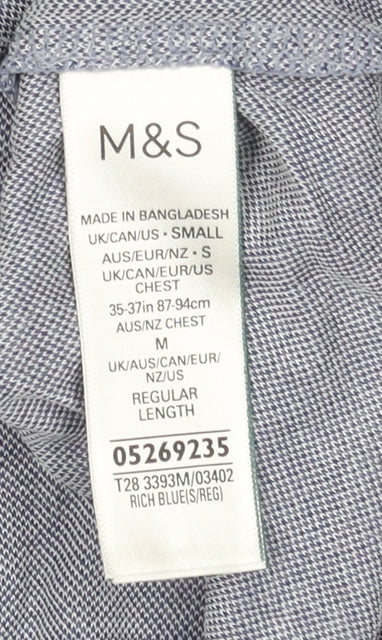 M&S
MADE IN BANGLADESH
UK/CAN/US • SMALL
AUS/EUR/NZ • S
UK/CAN/EUR/US
CHEST
35-37in 87-94cm
AUS/NZ CHEST
M
UK/AUS/CAN/EUR/
NZ/US
REGULAR
LENGTH
05269235
T28 3393M/03402
RICH BLUE(S/REG)